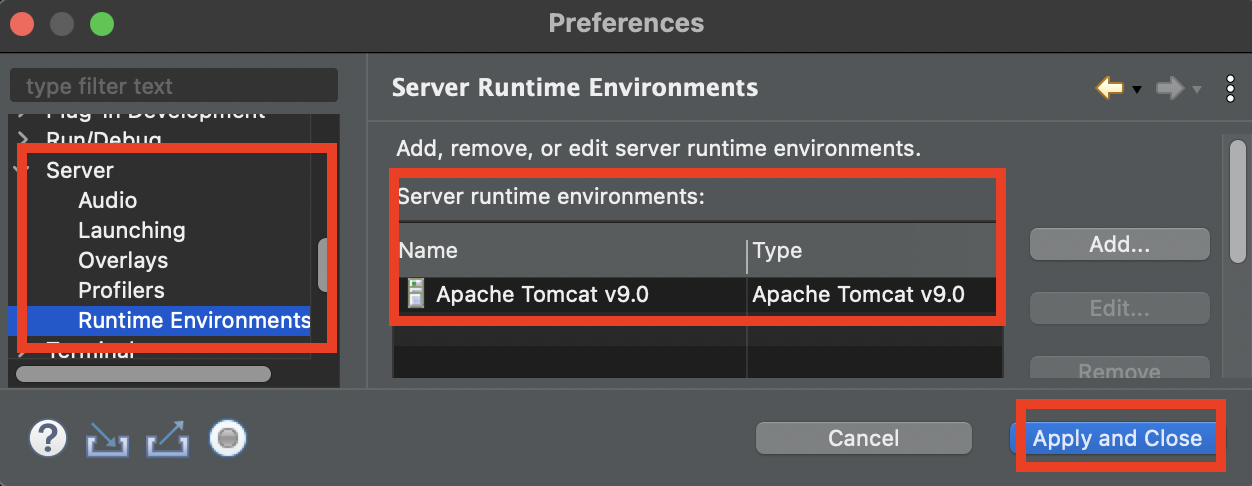 Preferences
type filter text
Plug-in Development
Run/Debug
Server
Audio
Launching
Overlays
Profilers
Runtime Environments
Terminal
Server Runtime Environments
Add, remove, or edit server runtime environments.
Server runtime environments:
Name Type
Apache Tomcat v9.0 Apache Tomcat v9.0
Add...
Edit...
Remove
?
Cancel
Apply and Close